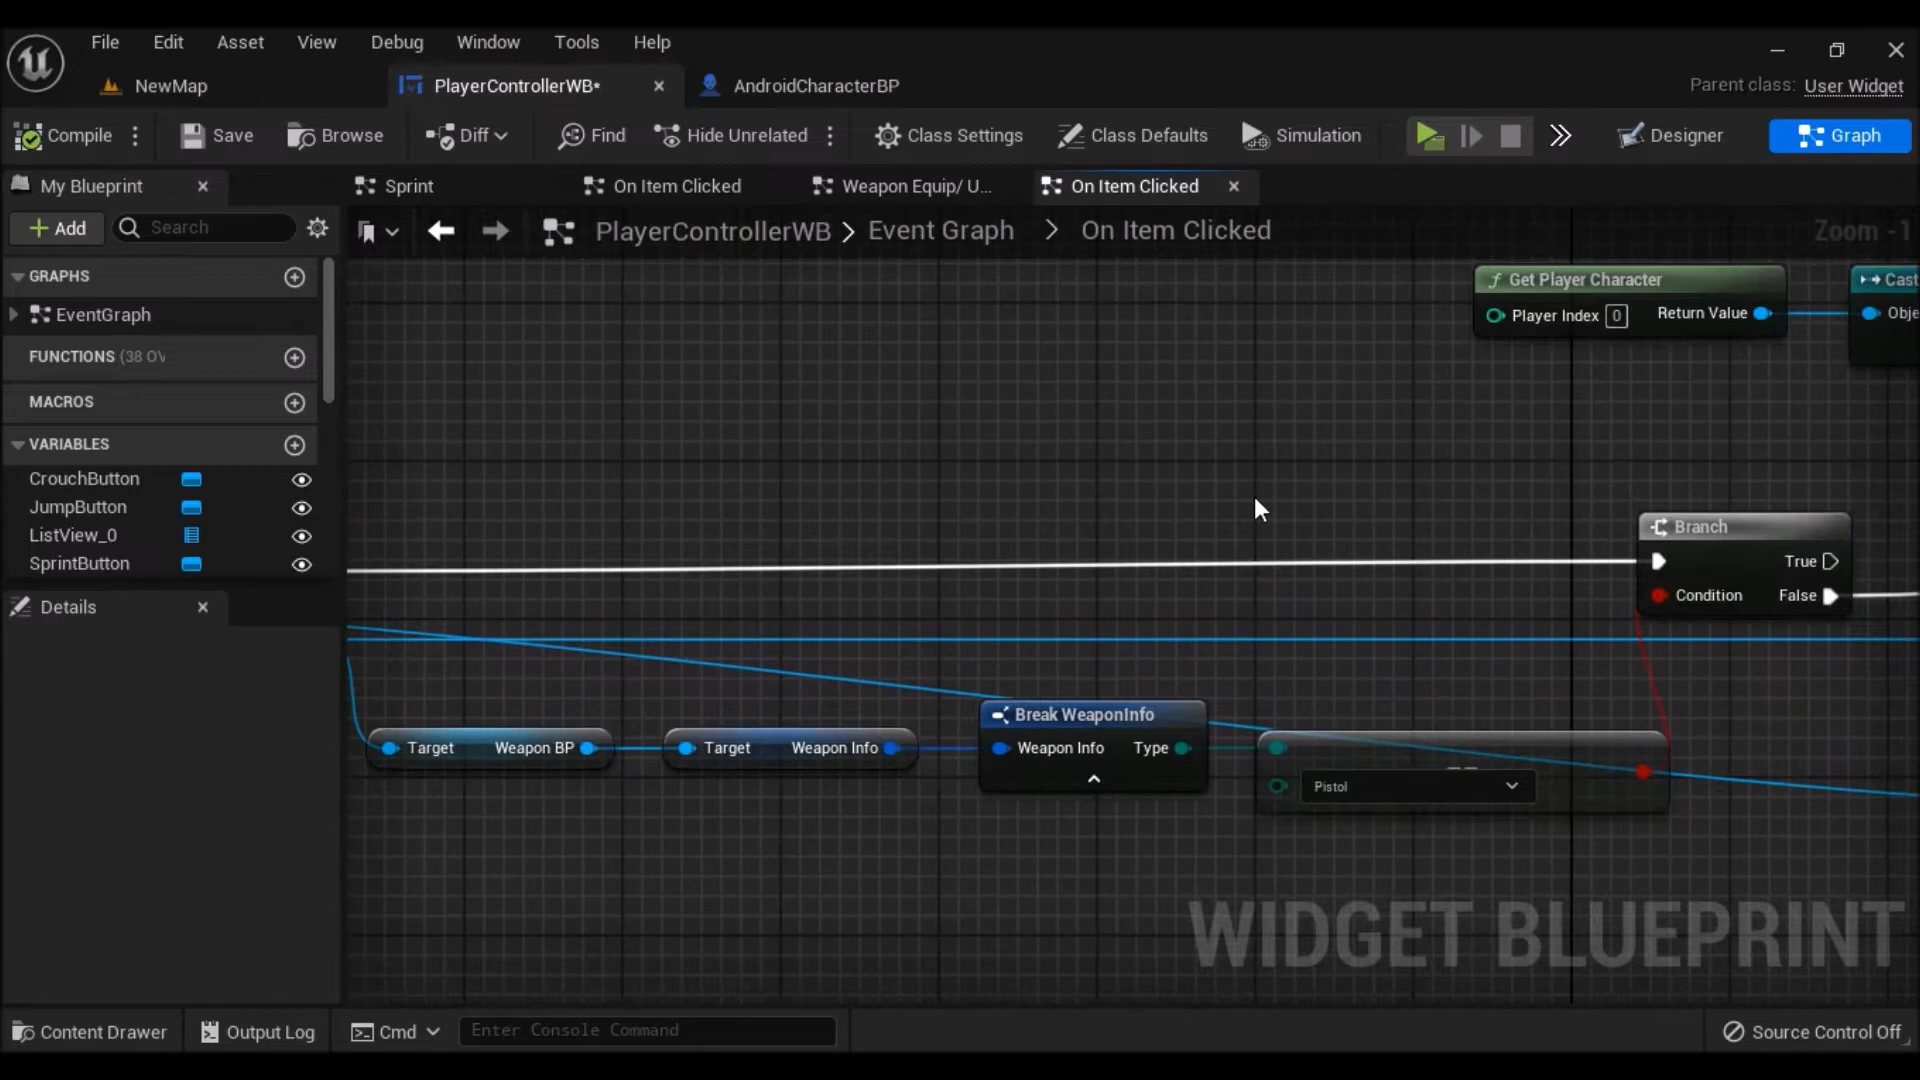 File Edit Asset View Debug Window Tools Help
NewMap PlayerControllerWB* AndroidCharacterBP Parent class: User Widget
Compile Save Browse Diff Find Hide Unrelated Class Settings Class Defaults Simulation Designer Graph
My Blueprint Sprint On Item Clicked Weapon Equip/ U... On Item Clicked
Add Search PlayerControllerWB > Event Graph > On Item Clicked Zoom -1
GRAPHS
EventGraph
FUNCTIONS (38 OV
MACROS
VARIABLES
CrouchButton
JumpButton
ListView_0
SprintButton
Details
Get Player Character
Player Index 0 Return Value
Cast
Obje
Branch
True
Condition False
Target Weapon BP
Target Weapon Info
Break WeaponInfo
Weapon Info Type
==
Pistol
WIDGET BLUEPRINT
Content Drawer Output Log Cmd Enter Console Command Source Control Off